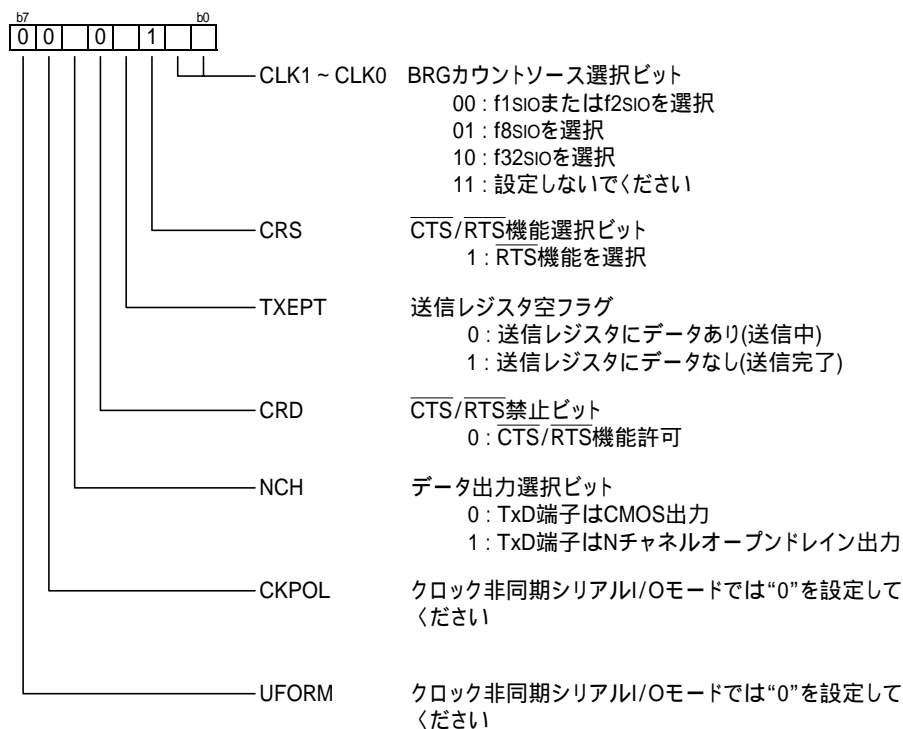 b7 b0
0 0 0 1
CLK1 ~ CLK0 BRGカウントソース選択ビット
00 : f1SIOまたはf2SIOを選択
01 : f8SIOを選択
10 : f32SIOを選択
11 : 設定しないでください
CRS CTS/RTS機能選択ビット
1 : RTS機能を選択
TXEPT 送信レジスタ空フラグ
0 : 送信レジスタにデータあり(送信中)
1 : 送信レジスタにデータなし(送信完了)
CRD CTS/RTS禁止ビット
0 : CTS/RTS機能許可
NCH データ出力選択ビット
0 : TxD端子はCMOS出力
1 : TxD端子はNチャネルオープンドレイン出力
CKPOL クロック非同期シリアルI/Oモードでは“0”を設定して
ください
UFORM クロック非同期シリアルI/Oモードでは“0”を設定して
ください